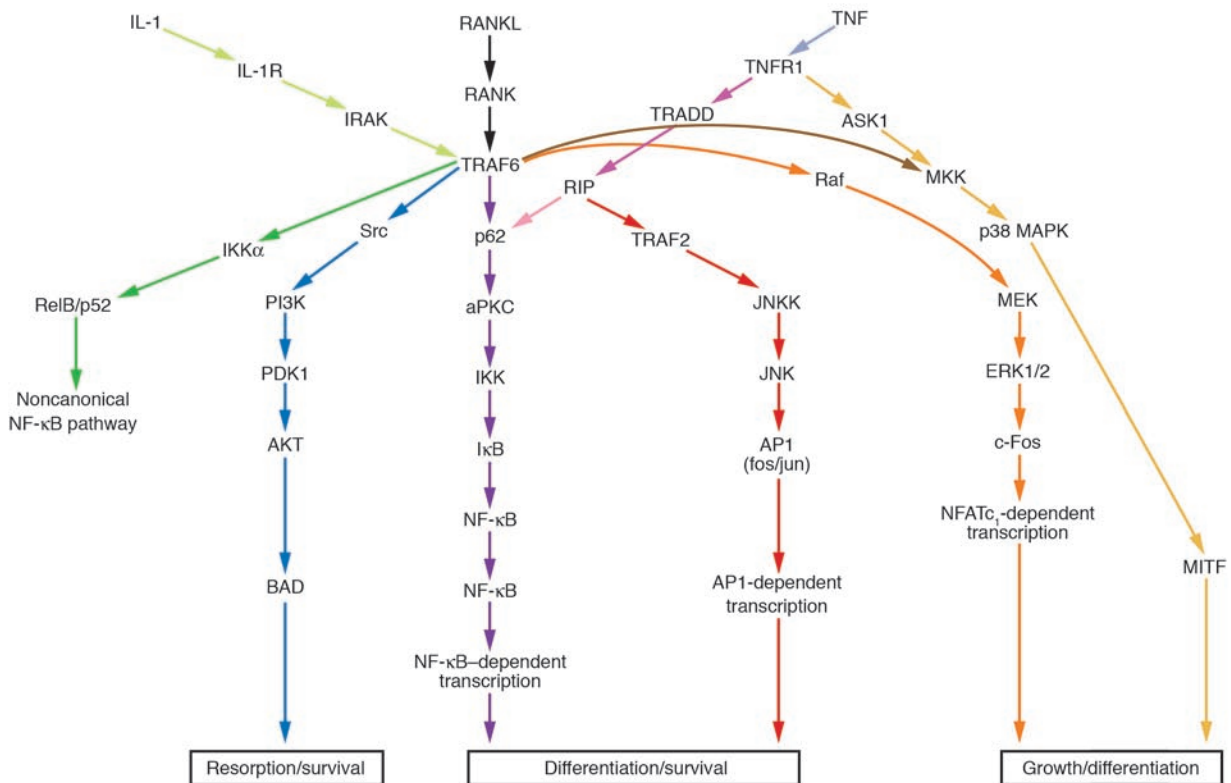 IL-1
RANKL
TNF
IL-1R
TNFR1
RANK
IRAK
TRADD
ASK1
TRAF6
RIP
Raf
MKK
Src
p62
TRAF2
p38 MAPK
IKKα
RelB/p52
PI3K
aPKC
JNKK
MEK
PDK1
IKK
JNK
ERK1/2
Noncanonical
NF-κB pathway
AKT
IκB
AP1
(fos/jun)
c-Fos
NF-κB
NFATc₁-dependent
transcription
MITF
BAD
NF-κB
AP1-dependent
transcription
NF-κB–dependent
transcription
Resorption/survival
Differentiation/survival
Growth/differentiation